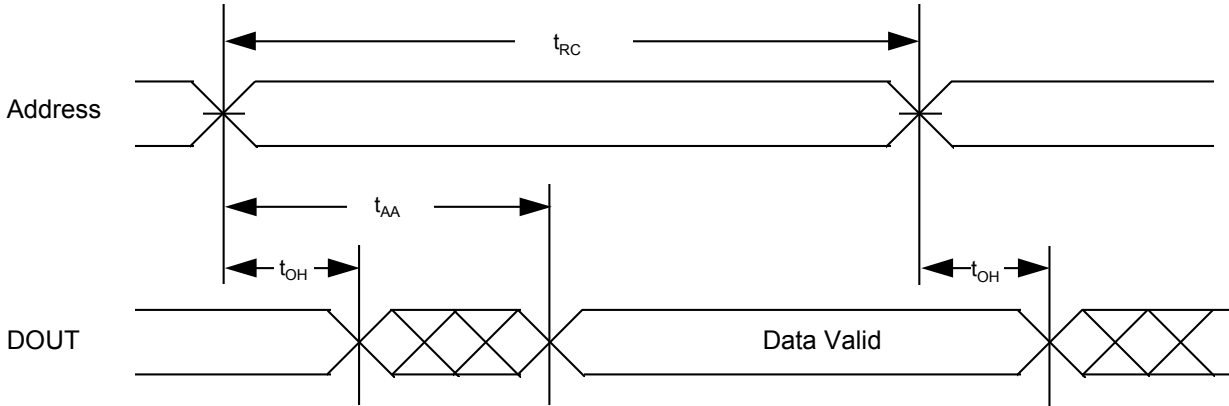 tRC
Address
tAA
tOH tOH
DOUT Data Valid